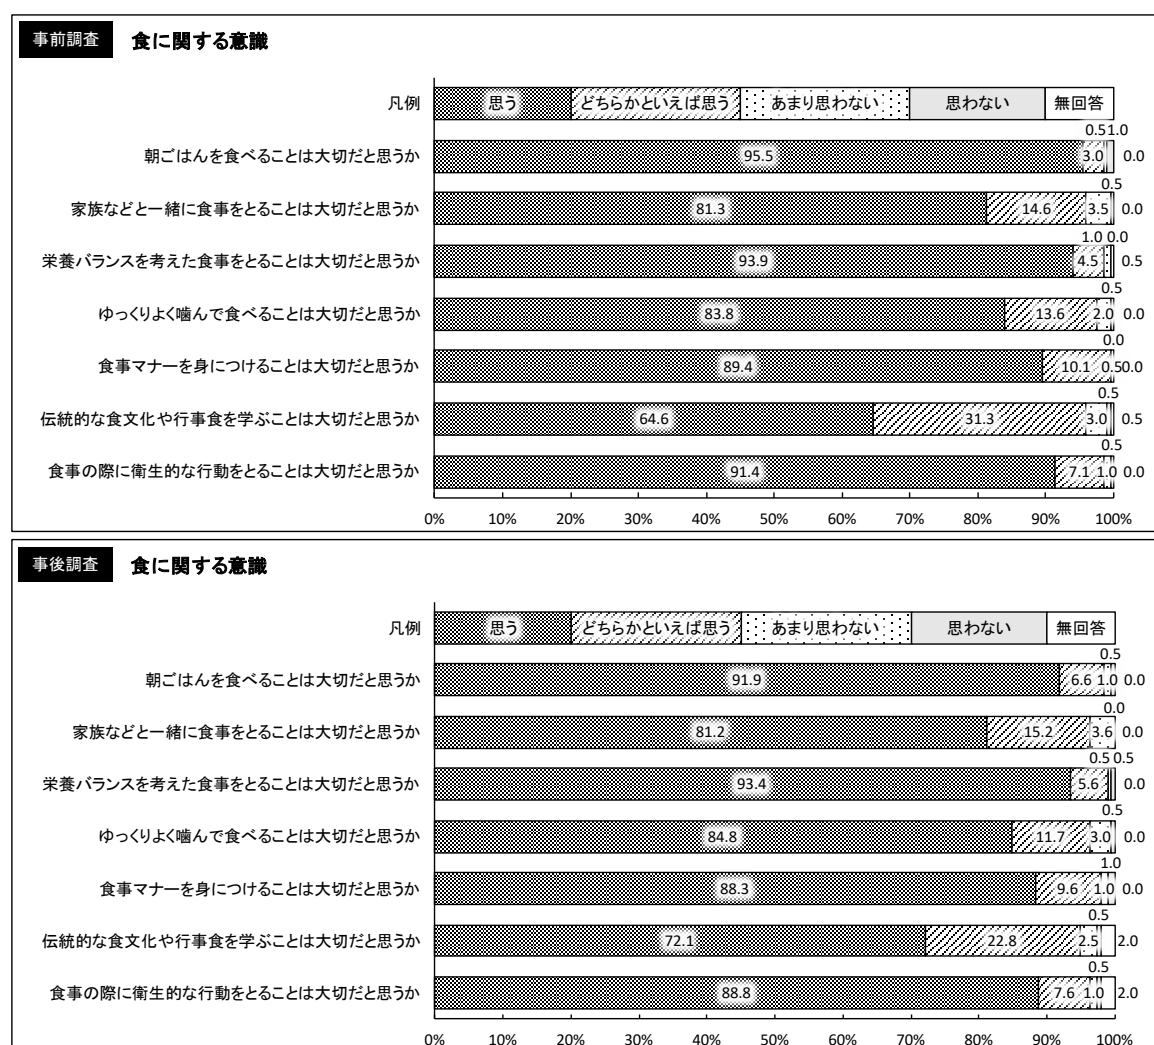 事前調査 食に関する意識
凡例 思う どちらかといえば思う あまり思わない 思わない 無回答
0.5 1.0
朝ごはんを食べることは大切だと思うか 95.5 3.0 0.0
0.5
家族などと一緒に食事をとることは大切だと思うか 81.3 14.6 3.5 0.0
1.0 0.0
栄養バランスを考えた食事をとることは大切だと思うか 93.9 4.5 0.5
0.5
ゆっくりよく噛んで食べることは大切だと思うか 83.8 13.6 2.0 0.0
0.0
食事マナーを身につけることは大切だと思うか 89.4 10.1 0.5 0.0
0.5
伝統的な食文化や行事食を学ぶことは大切だと思うか 64.6 31.3 3.0 0.5
0.5
食事の際に衛生的な行動をとることは大切だと思うか 91.4 7.1 1.0 0.0
0% 10% 20% 30% 40% 50% 60% 70% 80% 90% 100%
事後調査 食に関する意識
凡例 思う どちらかといえば思う あまり思わない 思わない 無回答
0.5
朝ごはんを食べることは大切だと思うか 91.9 6.6 1.0 0.0
0.0
家族などと一緒に食事をとることは大切だと思うか 81.2 15.2 3.6 0.0
0.5 0.5
栄養バランスを考えた食事をとることは大切だと思うか 93.4 5.6 0.0
0.5
ゆっくりよく噛んで食べることは大切だと思うか 84.8 11.7 3.0 0.0
1.0
食事マナーを身につけることは大切だと思うか 88.3 9.6 1.0 0.0
0.5
伝統的な食文化や行事食を学ぶことは大切だと思うか 72.1 22.8 2.5 2.0
0.5
食事の際に衛生的な行動をとることは大切だと思うか 88.8 7.6 1.0 2.0
0% 10% 20% 30% 40% 50% 60% 70% 80% 90% 100%